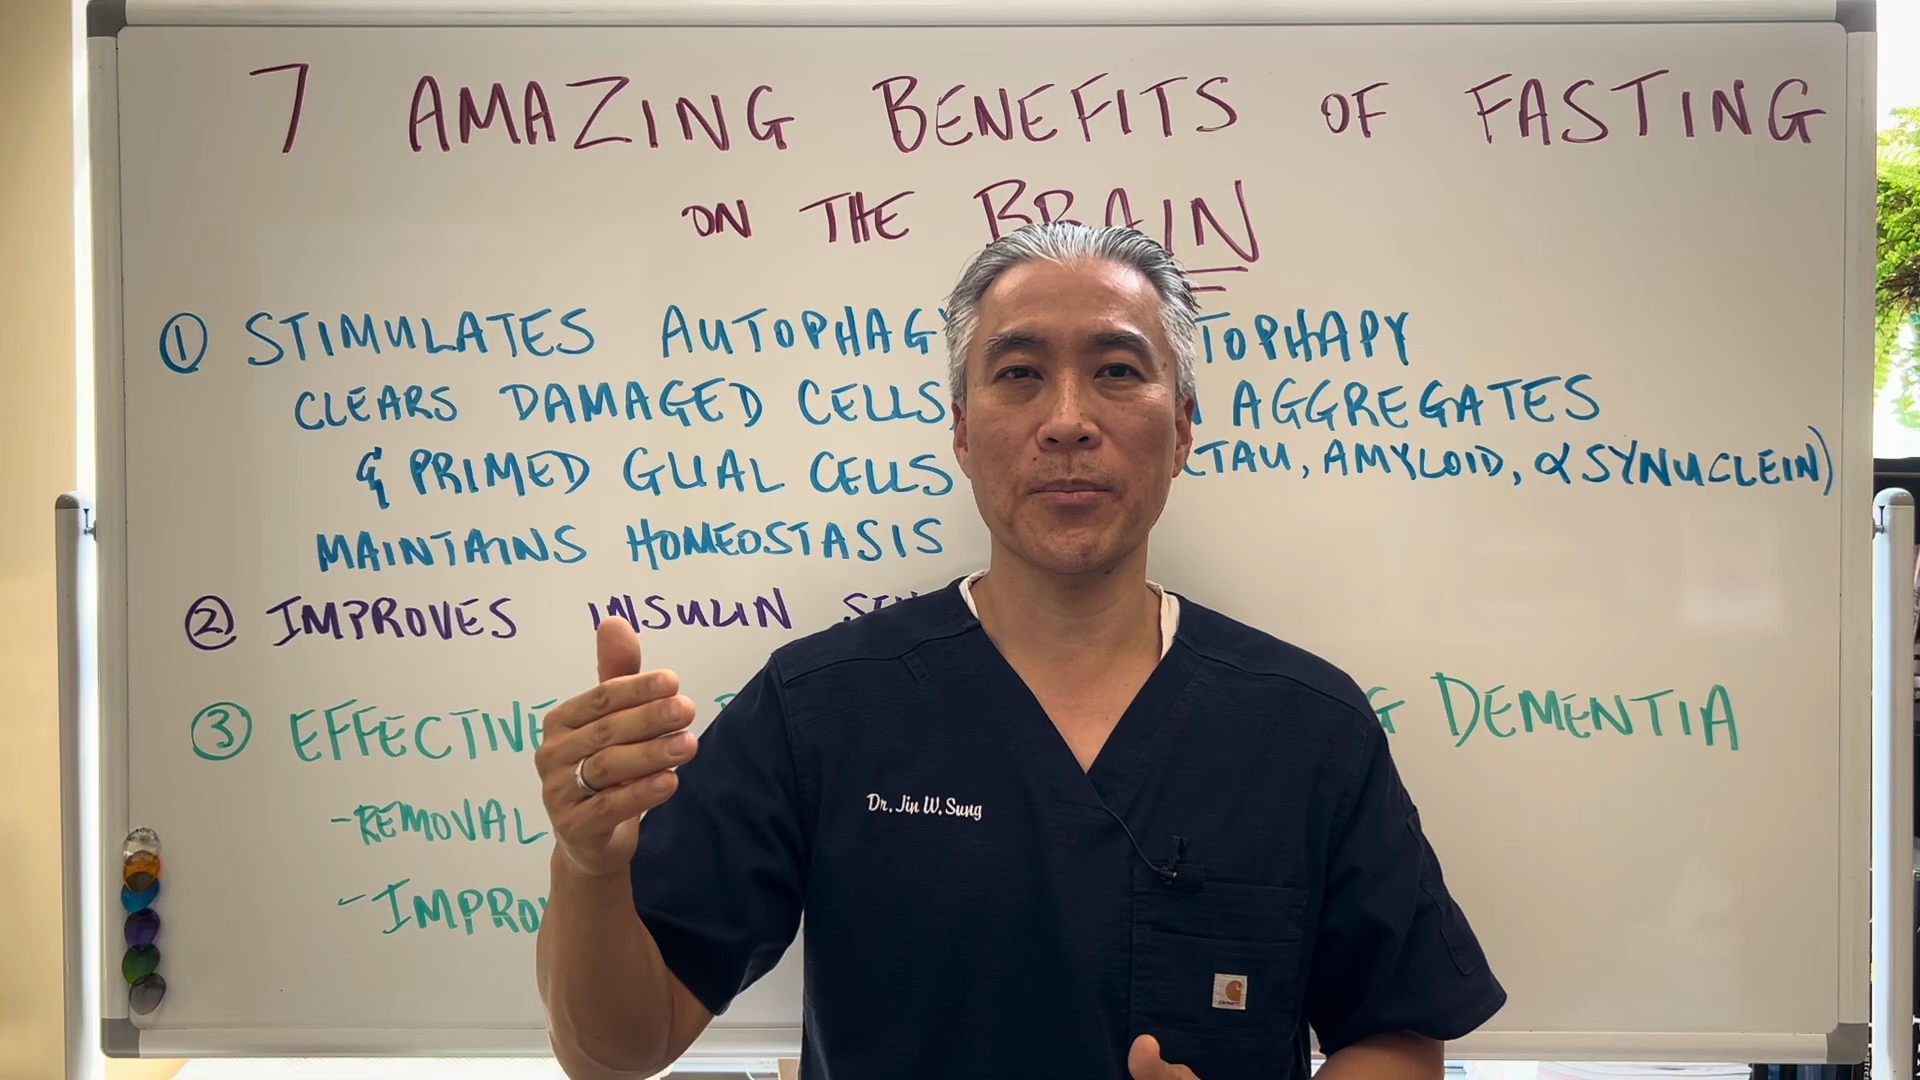 7 AMAZING BENEFITS OF FASTING
ON THE BRAIN
① STIMULATES AUTOPHAGY TOPHAPY
CLEARS DAMAGED CELLS, AGGREGATES
& PRIMED GLIAL CELLS (TAU, AMYLOID, α SYNUCLEIN)
MAINTAINS HOMEOSTASIS
② IMPROVES INSULIN
③ EFFECTIVE G DEMENTIA
-REMOVAL
-IMPROV
Dr. Jin W. Sung